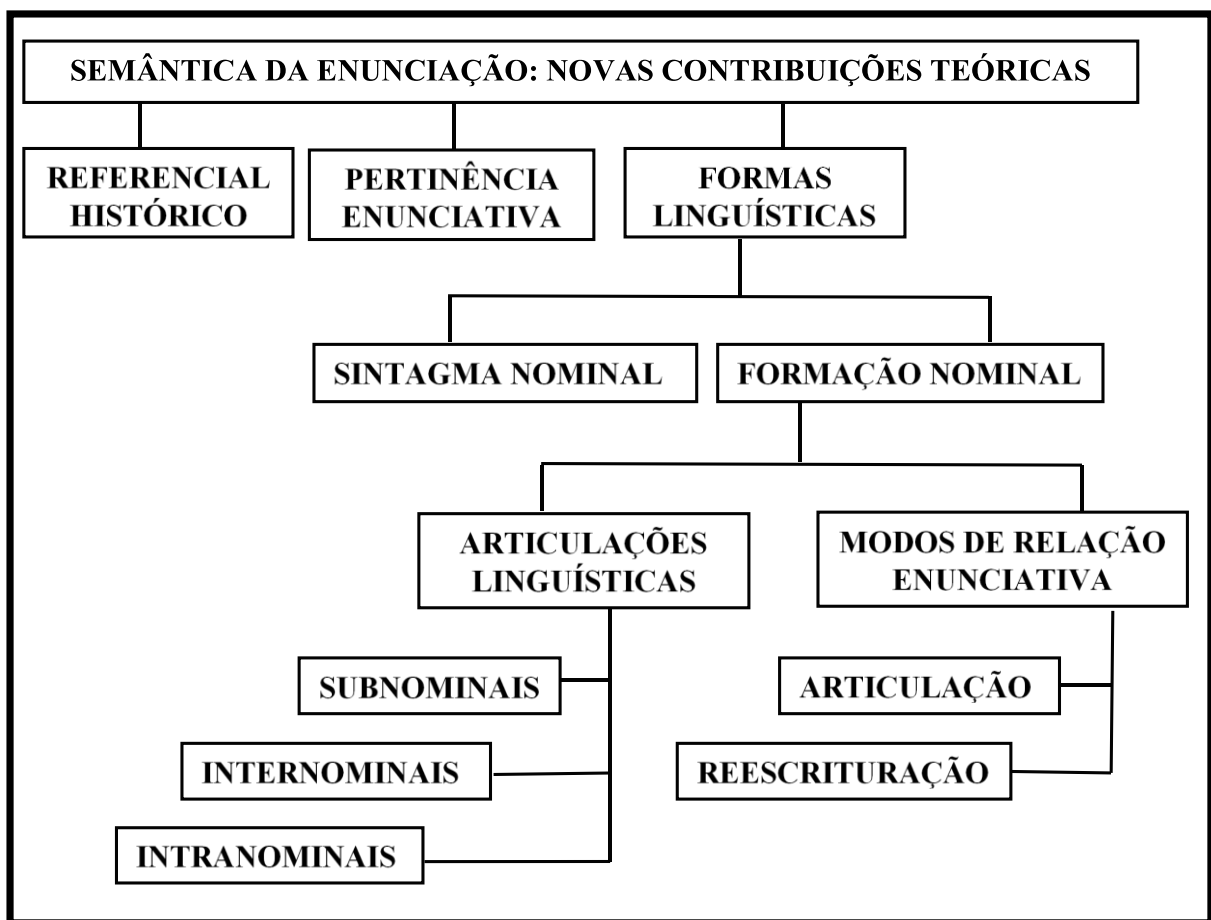 SEMÂNTICA DA ENUNCIAÇÃO: NOVAS CONTRIBUIÇÕES TEÓRICAS
REFERENCIAL
HISTÓRICO
PERTINÊNCIA
ENUNCIATIVA
FORMAS
LINGUÍSTICAS
SINTAGMA NOMINAL
FORMAÇÃO NOMINAL
ARTICULAÇÕES
LINGUÍSTICAS
MODOS DE RELAÇÃO
ENUNCIATIVA
SUBNOMINAIS
ARTICULAÇÃO
INTERNOMINAIS
REESCRITURAÇÃO
INTRANOMINAIS